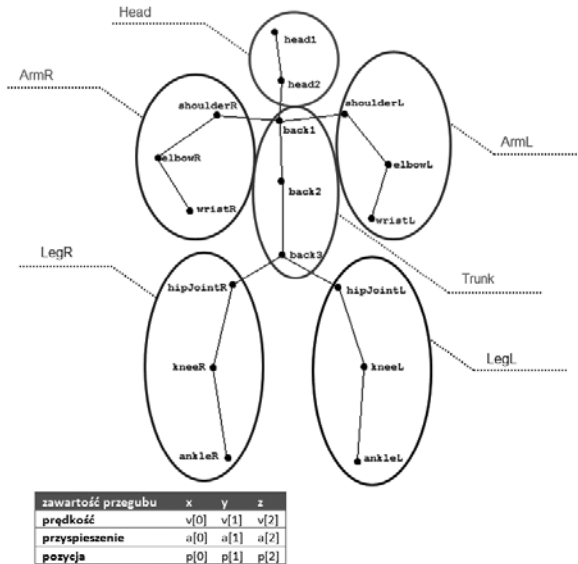 Head
head1
head2
ArmR
shoulderR
shoulderL
back1
ArmL
elbowR
elbowL
back2
wristR
wristL
LegR
back3
Trunk
hipJointR
hipJointL
LegL
kneeR
kneeL
ankleR
ankleL
zawartość przegubu x y z
prędkość v[0] v[1] v[2]
przyspieszenie a[0] a[1] a[2]
pozycja p[0] p[1] p[2]